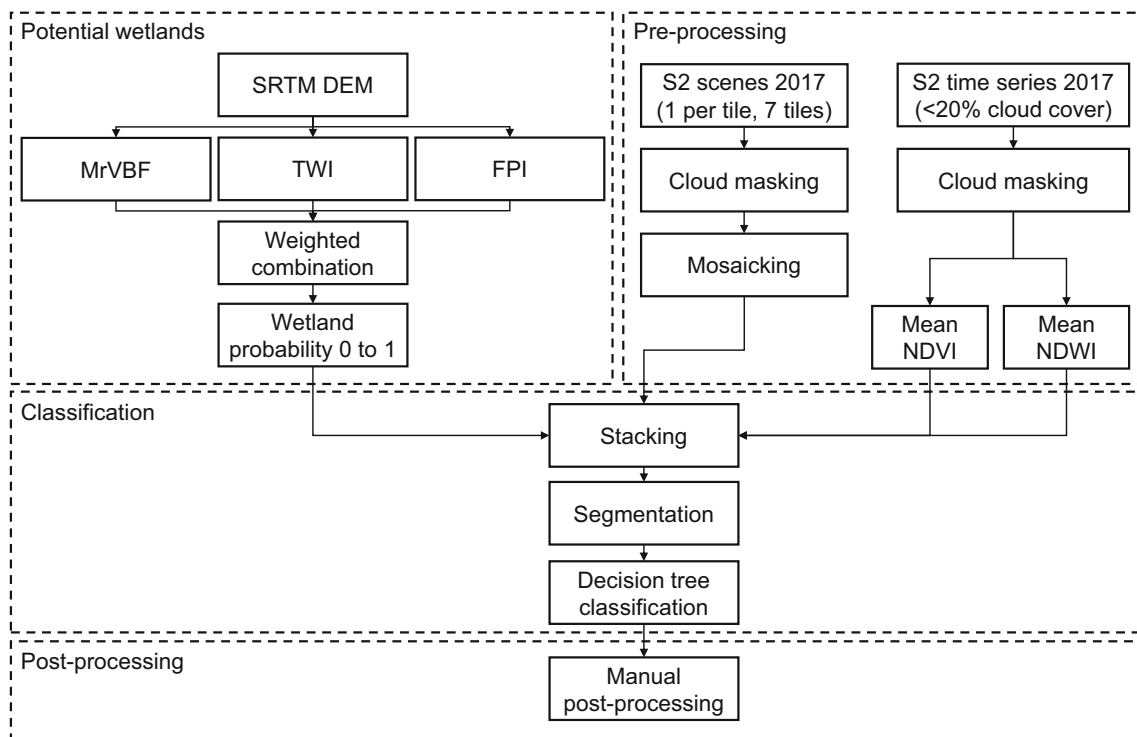 Potential wetlands
SRTM DEM
MrVBF
TWI
FPI
Weighted
combination
Wetland
probability 0 to 1
Pre-processing
S2 scenes 2017
(1 per tile, 7 tiles)
Cloud masking
Mosaicking
S2 time series 2017
(<20% cloud cover)
Cloud masking
Mean
NDVI
Mean
NDWI
Classification
Stacking
Segmentation
Decision tree
classification
Post-processing
Manual
post-processing